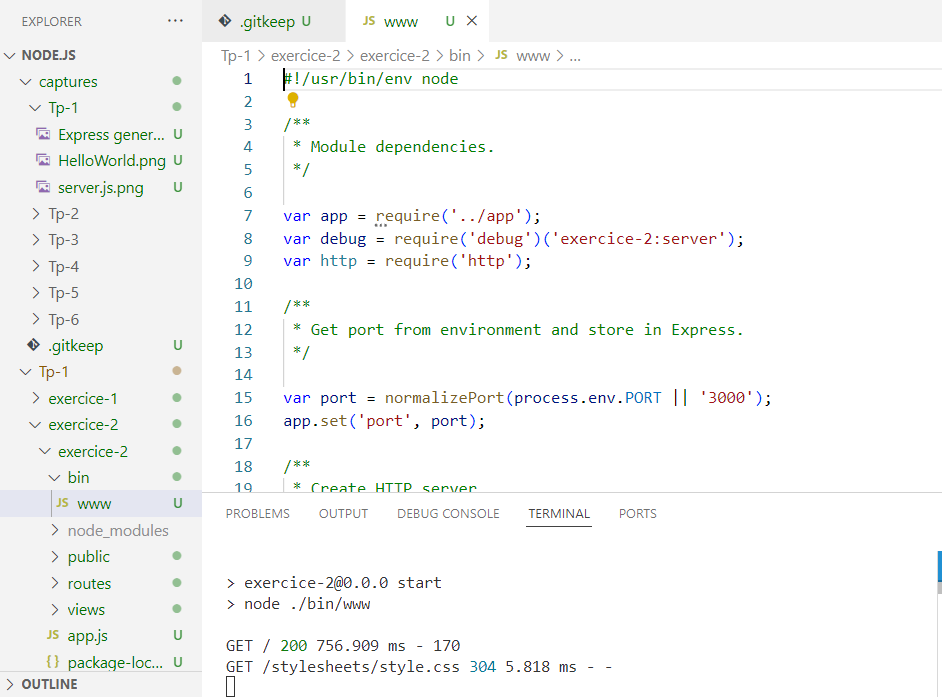 EXPLORER
NODE.JS
captures
Tp-1
Express gener... U
HelloWorld.png U
server.js.png U
Tp-2
Tp-3
Tp-4
Tp-5
Tp-6
.gitkeep U
Tp-1
exercice-1
exercice-2
exercice-2
bin
JS www U
node_modules
public
routes
views
JS app.js U
{} package-loc... U
OUTLINE
.gitkeep U
JS www U
Tp-1 > exercice-2 > exercice-2 > bin > JS www > ...
1 #!/usr/bin/env node
2
3 /**
4 * Module dependencies.
5 */
6
7 var app = require('../app');
8 var debug = require('debug')('exercice-2:server');
9 var http = require('http');
10
11 /**
12 * Get port from environment and store in Express.
13 */
14
15 var port = normalizePort(process.env.PORT || '3000');
16 app.set('port', port);
17
18 /**
19 * Create HTTP server
PROBLEMS OUTPUT DEBUG CONSOLE TERMINAL PORTS
> exercice-2@0.0.0 start
> node ./bin/www
GET / 200 756.909 ms - 170
GET /stylesheets/style.css 304 5.818 ms - -